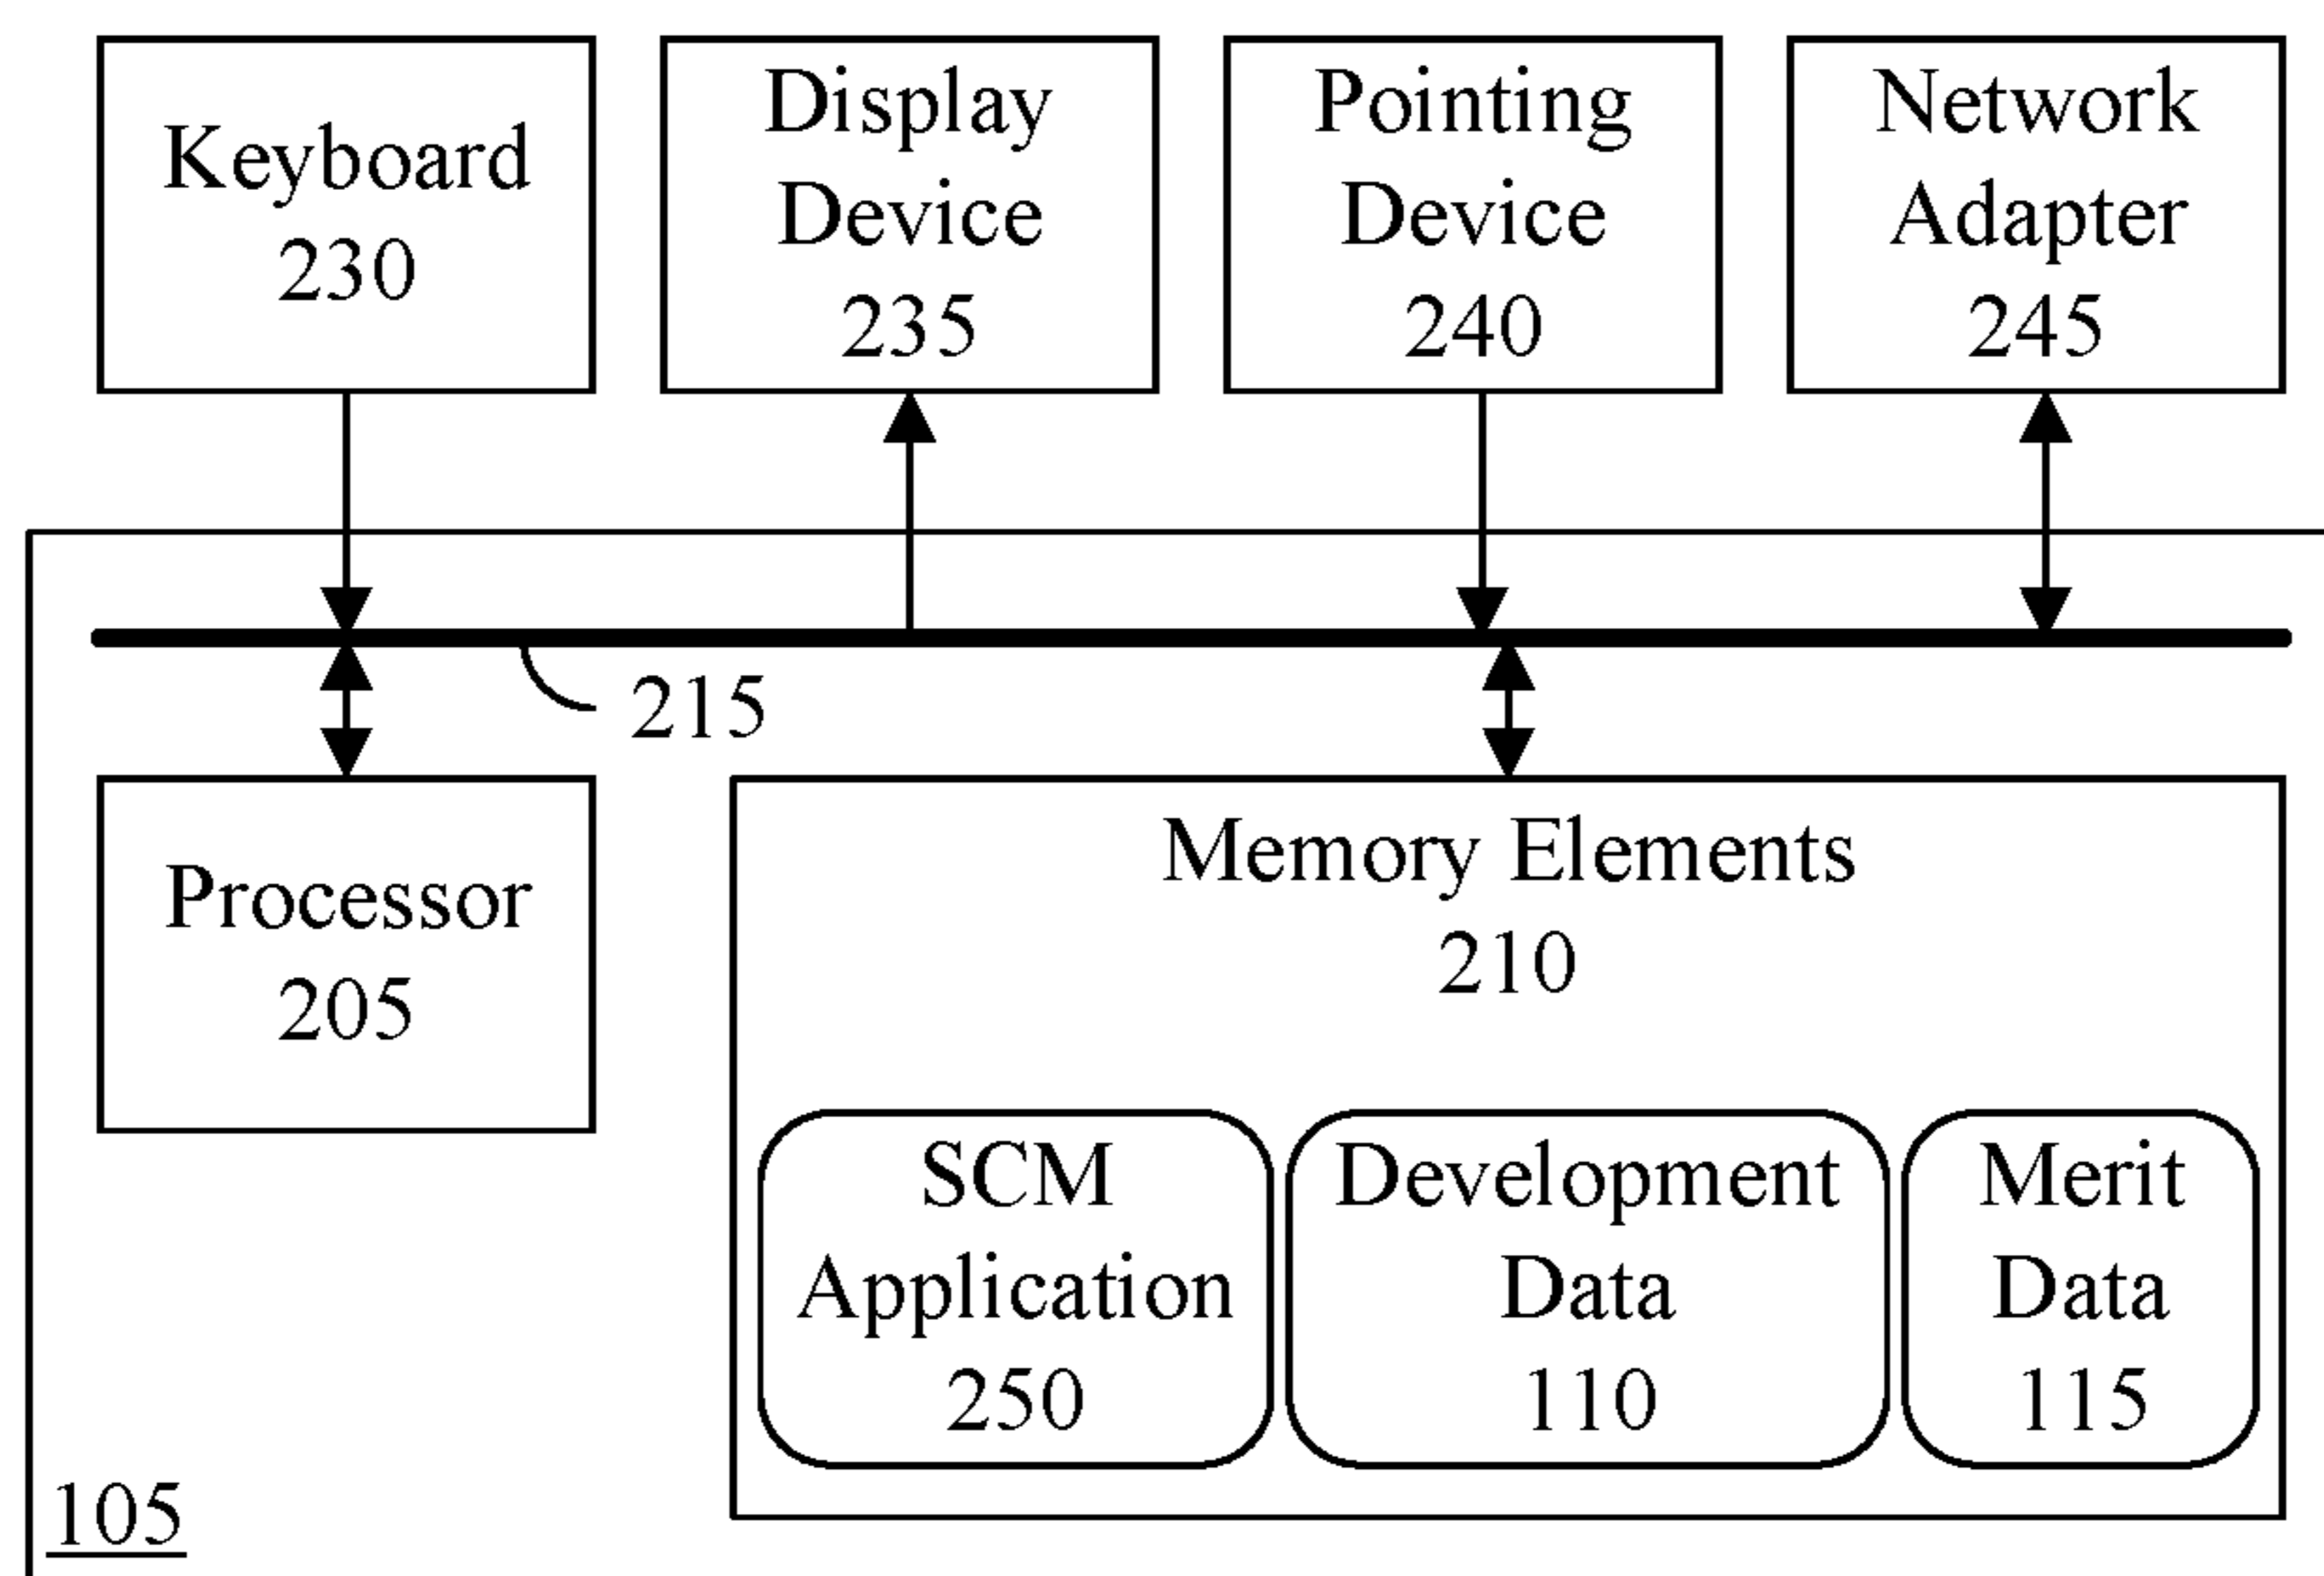 Keyboard
230
Display
Device
235
Pointing
Device
240
Network
Adapter
245
215
Processor
205
Memory Elements
210
SCM
Application
250
Development
Data
110
Merit
Data
115
105